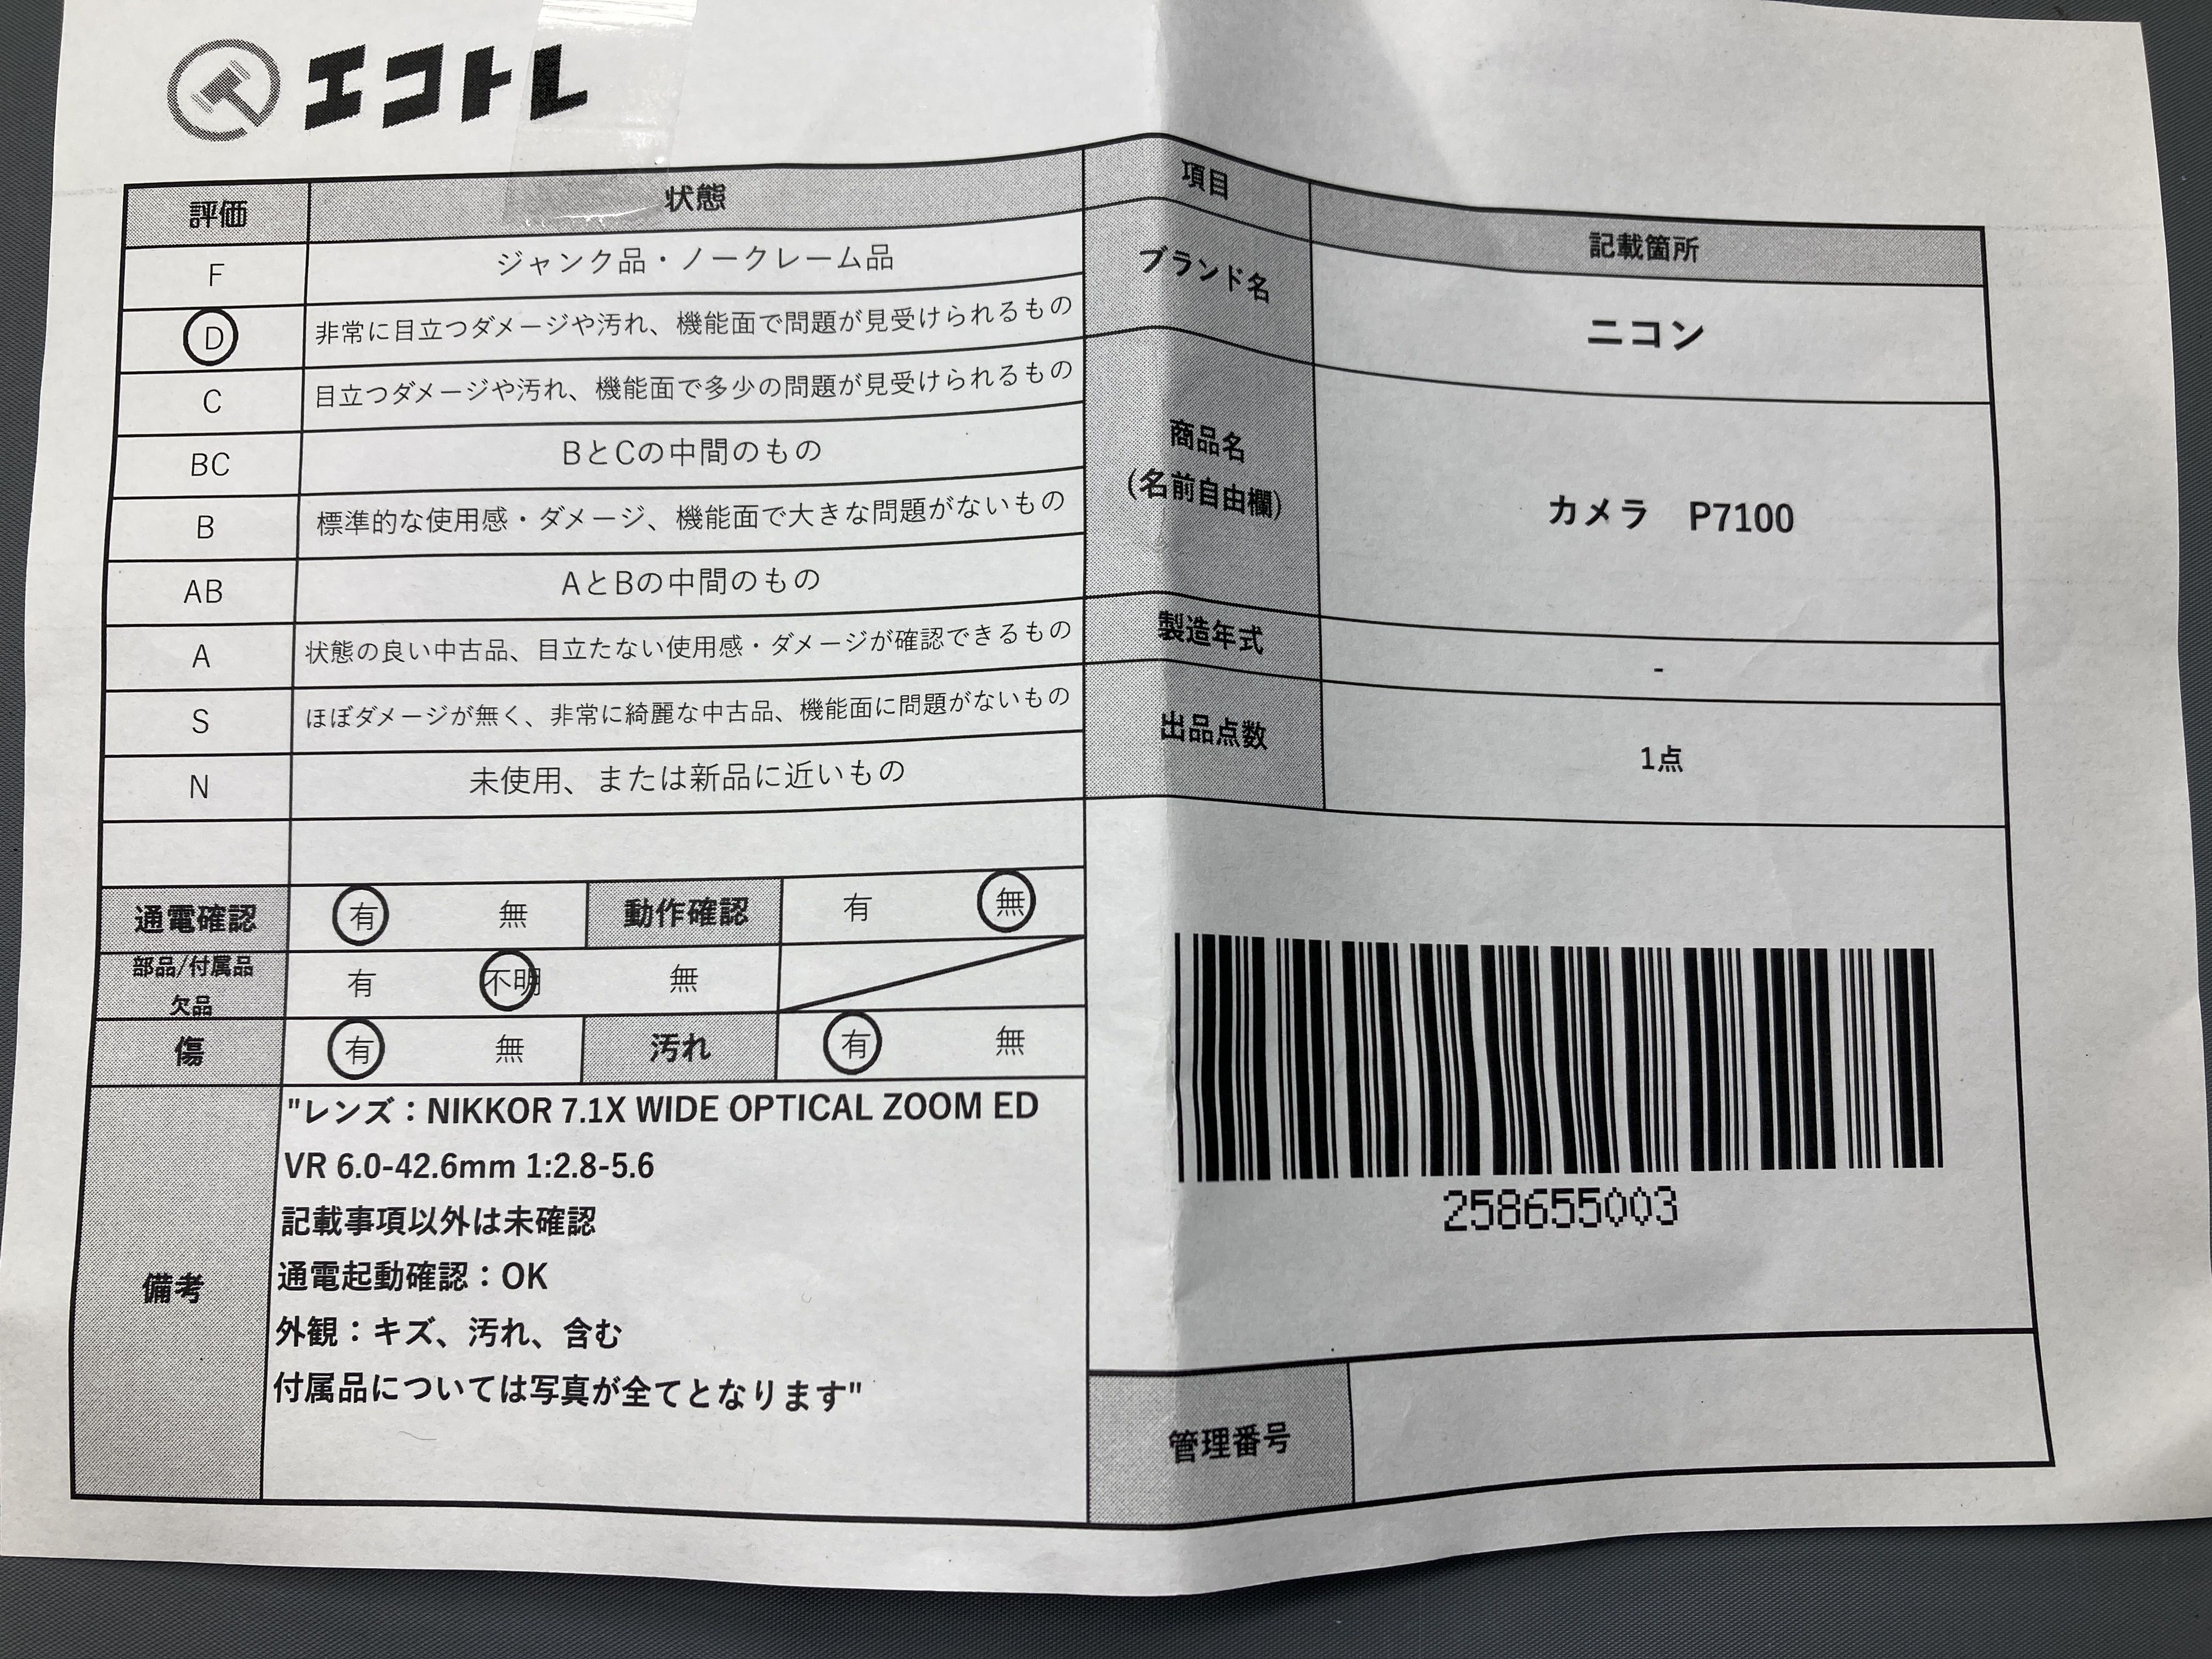 エコトレ
評価 状態
F ジャンク品・ノークレーム品
D 非常に目立つダメージや汚れ、機能面で問題が見受けられるもの
C 目立つダメージや汚れ、機能面で多少の問題が見受けられるもの
BC BとCの中間のもの
B 標準的な使用感・ダメージ、機能面で大きな問題がないもの
AB AとBの中間のもの
A 状態の良い中古品、目立たない使用感・ダメージが確認できるもの
S ほぼダメージが無く、非常に綺麗な中古品、機能面に問題がないもの
N 未使用、または新品に近いもの
通電確認 有 無 動作確認 有 無
部品/付属品
欠品 有 不明 無
傷 有 無 汚れ 有 無
備考
"レンズ：NIKKOR 7.1X WIDE OPTICAL ZOOM ED
VR 6.0-42.6mm 1:2.8-5.6
記載事項以外は未確認
通電起動確認：OK
外観：キズ、汚れ、含む
付属品については写真が全てとなります"
項目 記載箇所
ブランド名 ニコン
商品名
(名前自由欄) カメラ　P7100
製造年式 -
出品点数 1点
258655003
管理番号